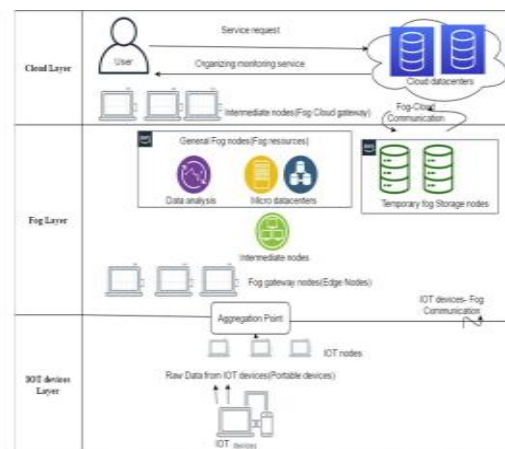 Service request
Cloud Layer
User
Organizing monitoring service
Cloud datacenters
Intermediate nodes(Fog Cloud gateway)
Fog-Cloud
Communication
General Fog nodes(Fog resources)
Data analysis
Micro datacenters
Temporary fog Storage nodes
Fog Layer
Intermediate nodes
Fog gateway nodes(Edge Nodes)
IOT devices- Fog
Communication
Aggregation Point
IOT nodes
IOT devices
Layer
Raw Data from IOT devices(Portable devices)
IOT devices